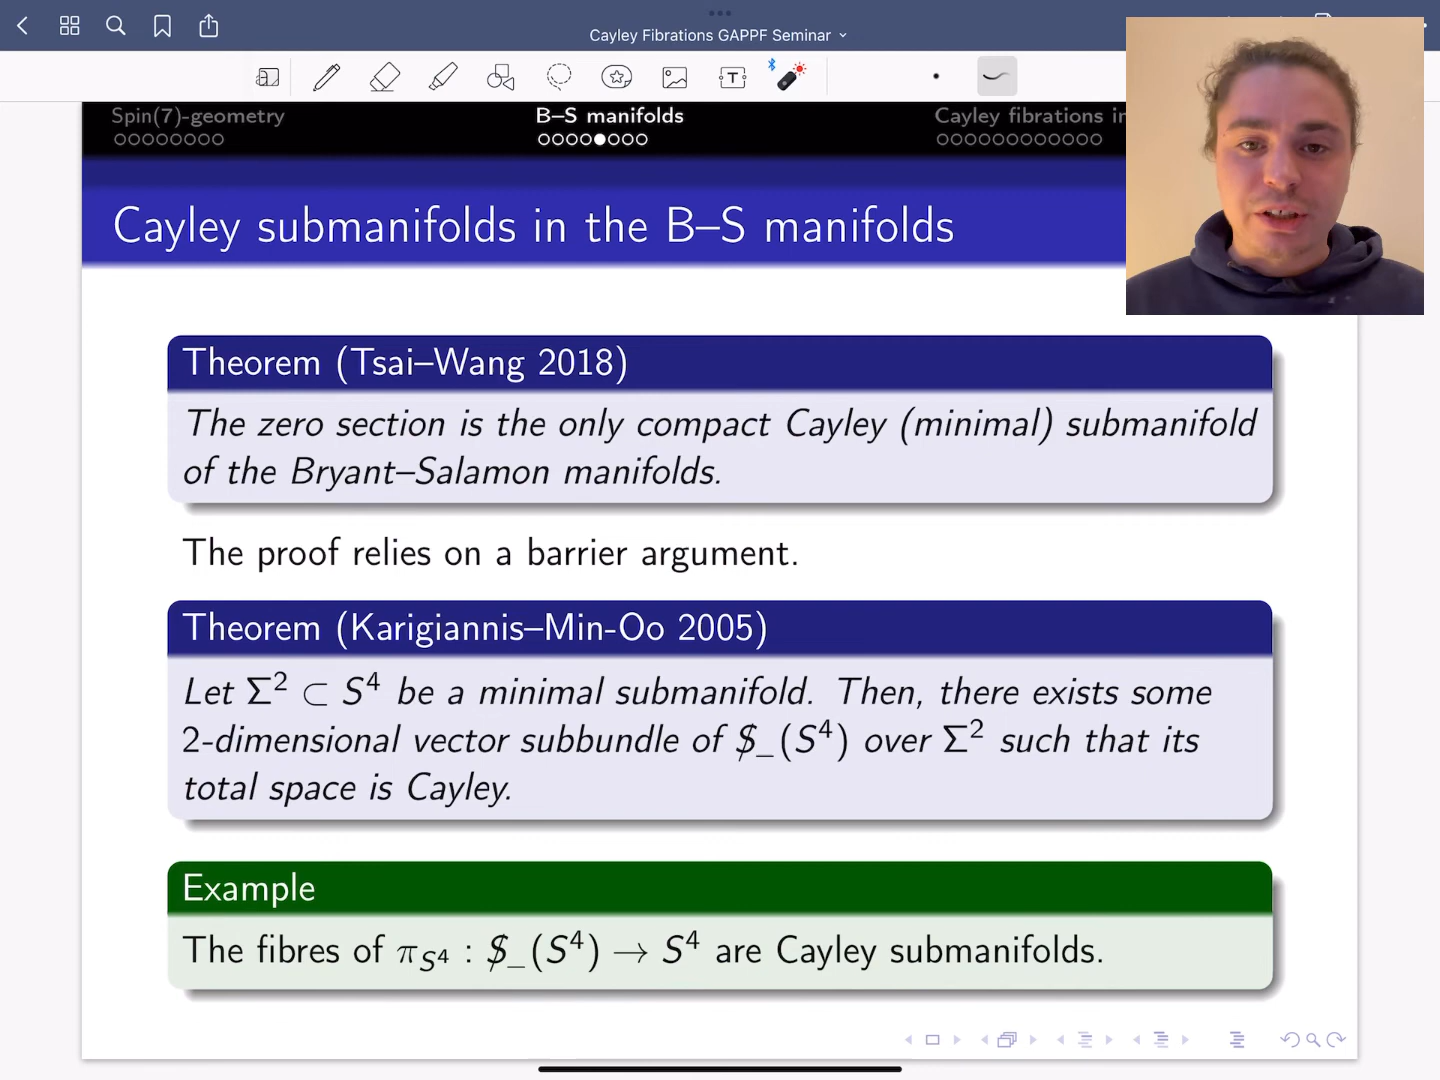 Cayley Fibrations GAPPF Seminar
Spin(7)-geometry
B–S manifolds
Cayley fibrations in
Cayley submanifolds in the B–S manifolds
Theorem (Tsai–Wang 2018)
The zero section is the only compact Cayley (minimal) submanifold
of the Bryant–Salamon manifolds.
The proof relies on a barrier argument.
Theorem (Karigiannis–Min-Oo 2005)
Let Σ² ⊂ S⁴ be a minimal submanifold. Then, there exists some
2-dimensional vector subbundle of $̸_(S⁴) over Σ² such that its
total space is Cayley.
Example
The fibres of π_S⁴ : $̸_(S⁴) → S⁴ are Cayley submanifolds.